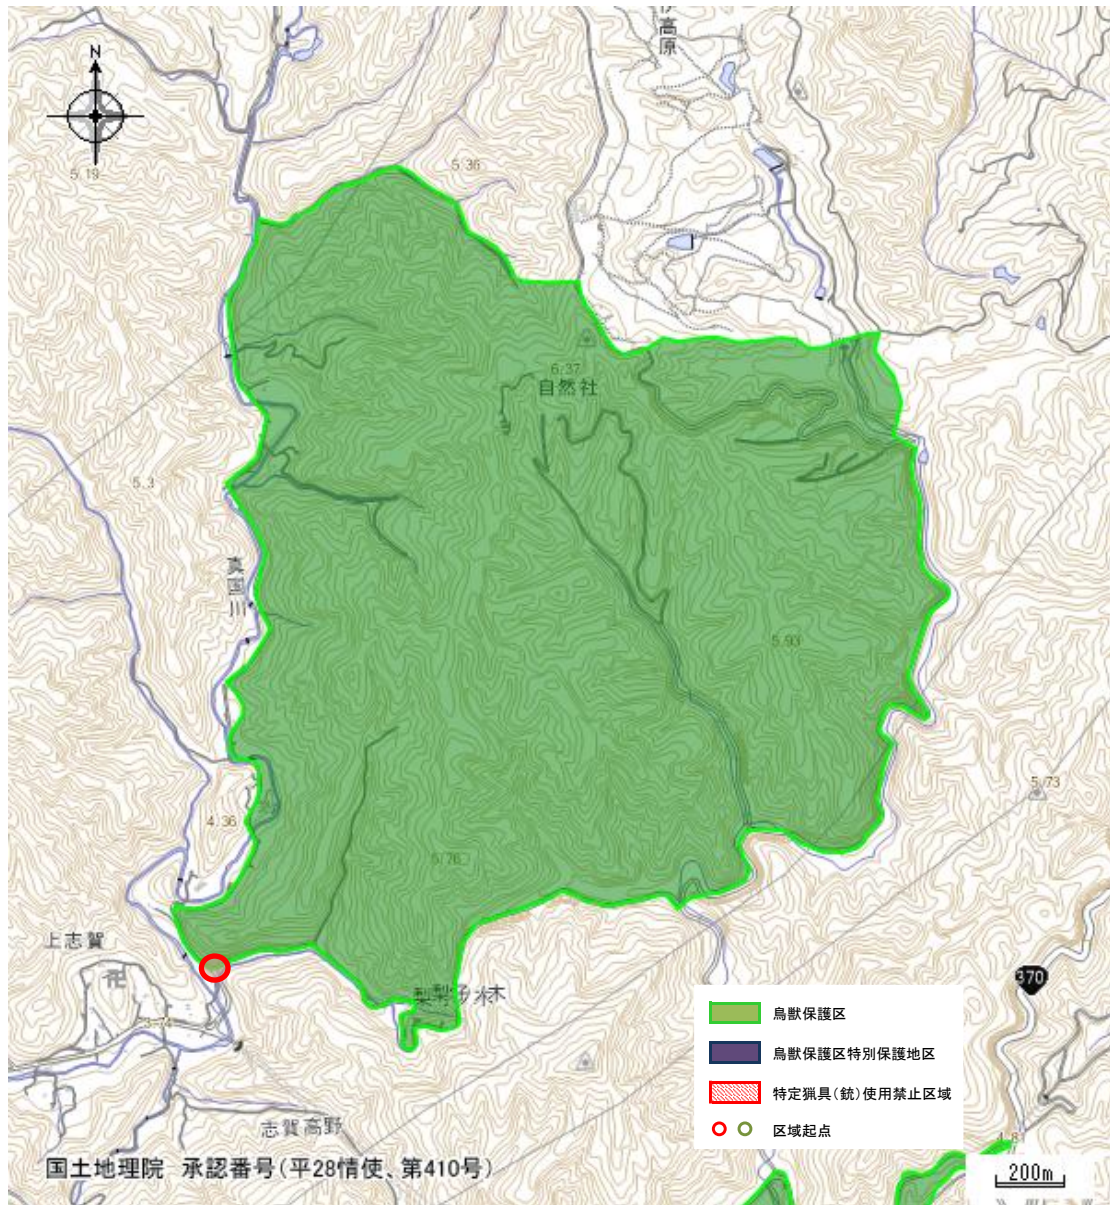 高原
N
5.36
5.19
6.37
自然社
5.3
真国川
5.93
5.73
4.36
5.76
上志賀
370
鳥獣保護区
鳥獣保護区特別保護地区
特定猟具(銃)使用禁止区域
区域起点
志賀高野
国土地理院 承認番号(平28情使、第410号)
200m